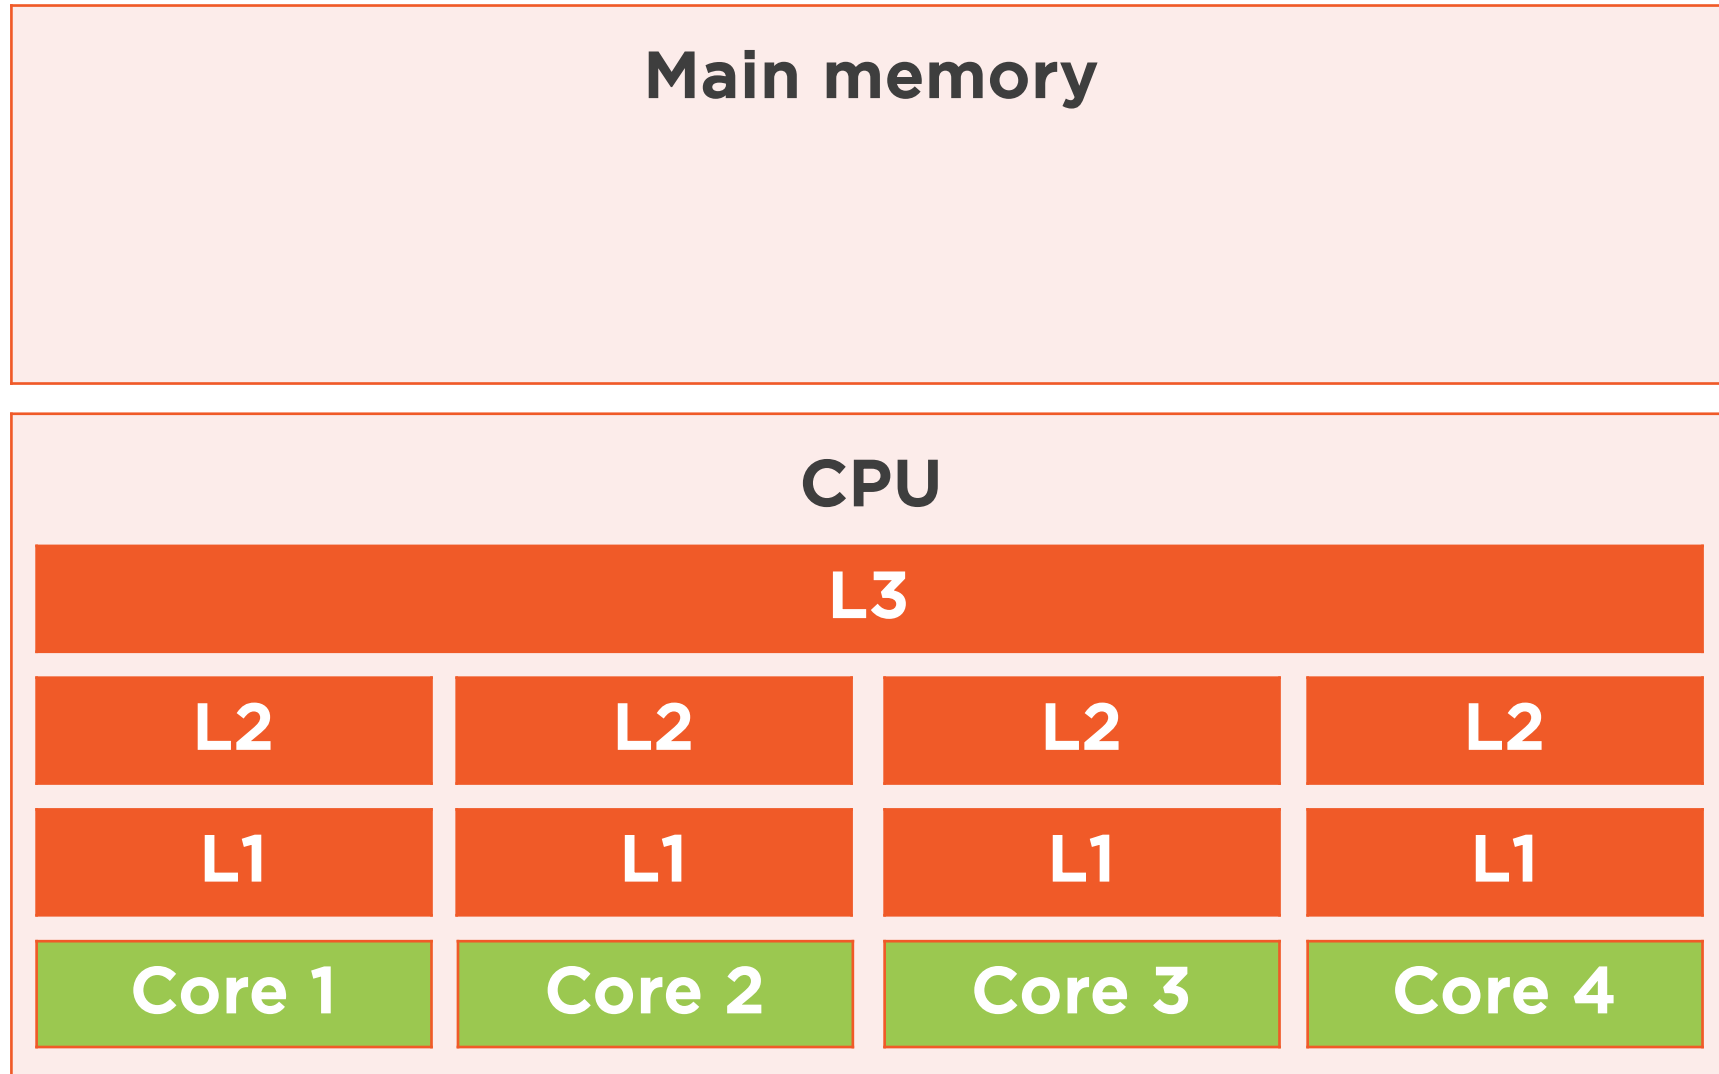 Main memory
CPU
L3
L2 L2 L2 L2
L1 L1 L1 L1
Core 1 Core 2 Core 3 Core 4